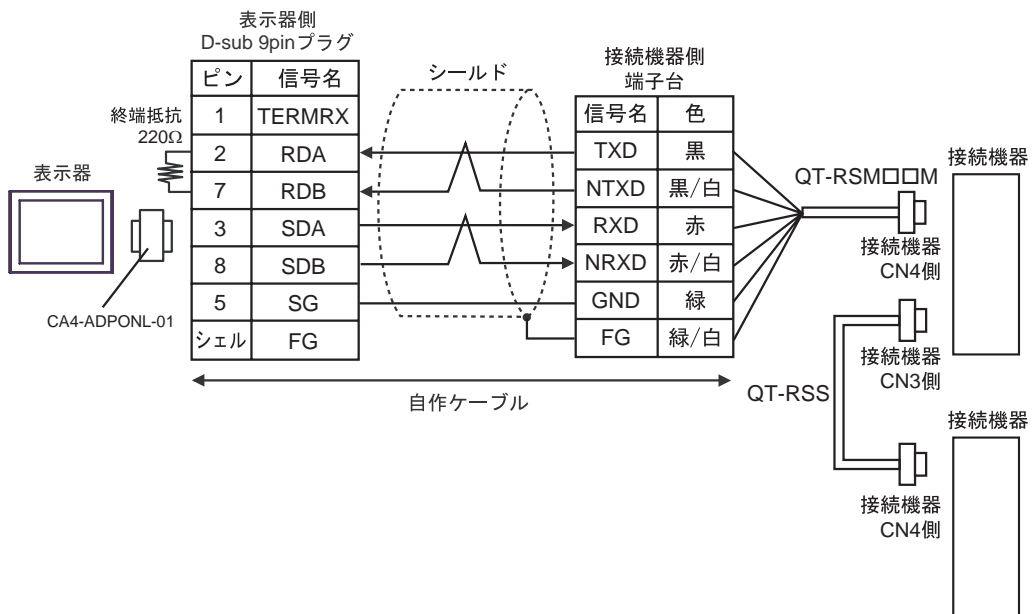 表示器側
D-sub 9pinプラグ
ピン 信号名
1 TERMRX
2 RDA
7 RDB
3 SDA
8 SDB
5 SG
シェル FG
終端抵抗
220Ω
表示器
CA4-ADPONL-01
シールド
接続機器側
端子台
信号名 色
TXD 黒
NTXD 黒/白
RXD 赤
NRXD 赤/白
GND 緑
FG 緑/白
自作ケーブル
QT-RSM□□M
接続機器
接続機器
CN4側
接続機器
CN3側
QT-RSS
接続機器
接続機器
CN4側